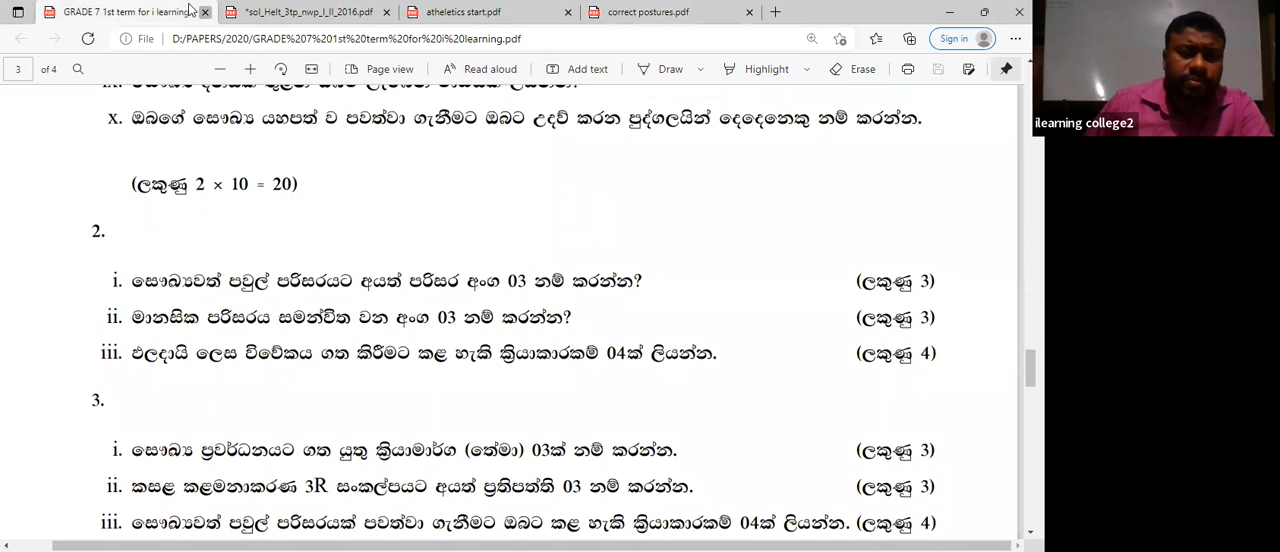 GRADE 7 1st term for i learning
*sol_Helt_3tp_nwp_I_II_2016.pdf
atheletics start.pdf
correct postures.pdf
File D:/PAPERS/2020/GRADE%207%201st%20term%20for%20i%20learning.pdf
Sign in
3 of 4
Page view
Read aloud
Add text
Draw
Highlight
Erase
ilearning college2
x. ඔබගේ සෞඛ්‍ය යහපත් ව පවත්වා ගැනීමට ඔබට උදව් කරන පුද්ගලයින් දෙදෙනෙකු නම් කරන්න.
(ලකුණු 2 × 10 = 20)
2.
i. සෞඛ්‍යවත් පවුල් පරිසරයට අයත් පරිසර අංග 03 නම් කරන්න? (ලකුණු 3)
ii. මානසික පරිසරය සමන්විත වන අංග 03 නම් කරන්න? (ලකුණු 3)
iii. ඵලදායි ලෙස විවේකය ගත කිරීමට කළ හැකි ක්‍රියාකාරකම් 04ක් ලියන්න. (ලකුණු 4)
3.
i. සෞඛ්‍ය ප්‍රවර්ධනයට ගත යුතු ක්‍රියාමාර්ග (තේමා) 03ක් නම් කරන්න. (ලකුණු 3)
ii. කසළ කළමනාකරණ 3R සංකල්පයට අයත් ප්‍රතිපත්ති 03 නම් කරන්න. (ලකුණු 3)
iii. සෞඛ්‍යවත් පවුල් පරිසරයක් පවත්වා ගැනීමට ඔබට කළ හැකි ක්‍රියාකාරකම් 04ක් ලියන්න. (ලකුණු 4)